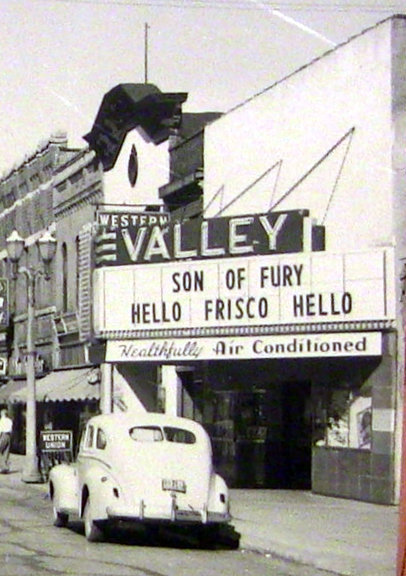 WESTERN
VALLEY
SON OF FURY
HELLO FRISCO HELLO
Healthfully Air Conditioned
WESTERN
UNION